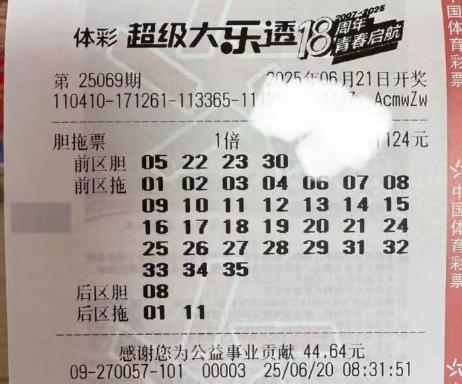 体彩 超级大乐透 18 2007-2025 周年 青春启航
第 25069期 2025年06月21日开奖
110410-171261-113365-11 AcmwZw
胆拖票 1倍 124元
前区胆 05 22 23 30
前区拖 01 02 03 04 06 07 08
09 10 11 12 13 14 15
16 17 18 19 20 21 24
25 26 27 28 29 31 32
33 34 35
后区胆 08
后区拖 01 11
感谢您为公益事业贡献 44.64元
09-270057-101 00003 25/06/20 08:31:51
中国体育彩票
中国体育彩票